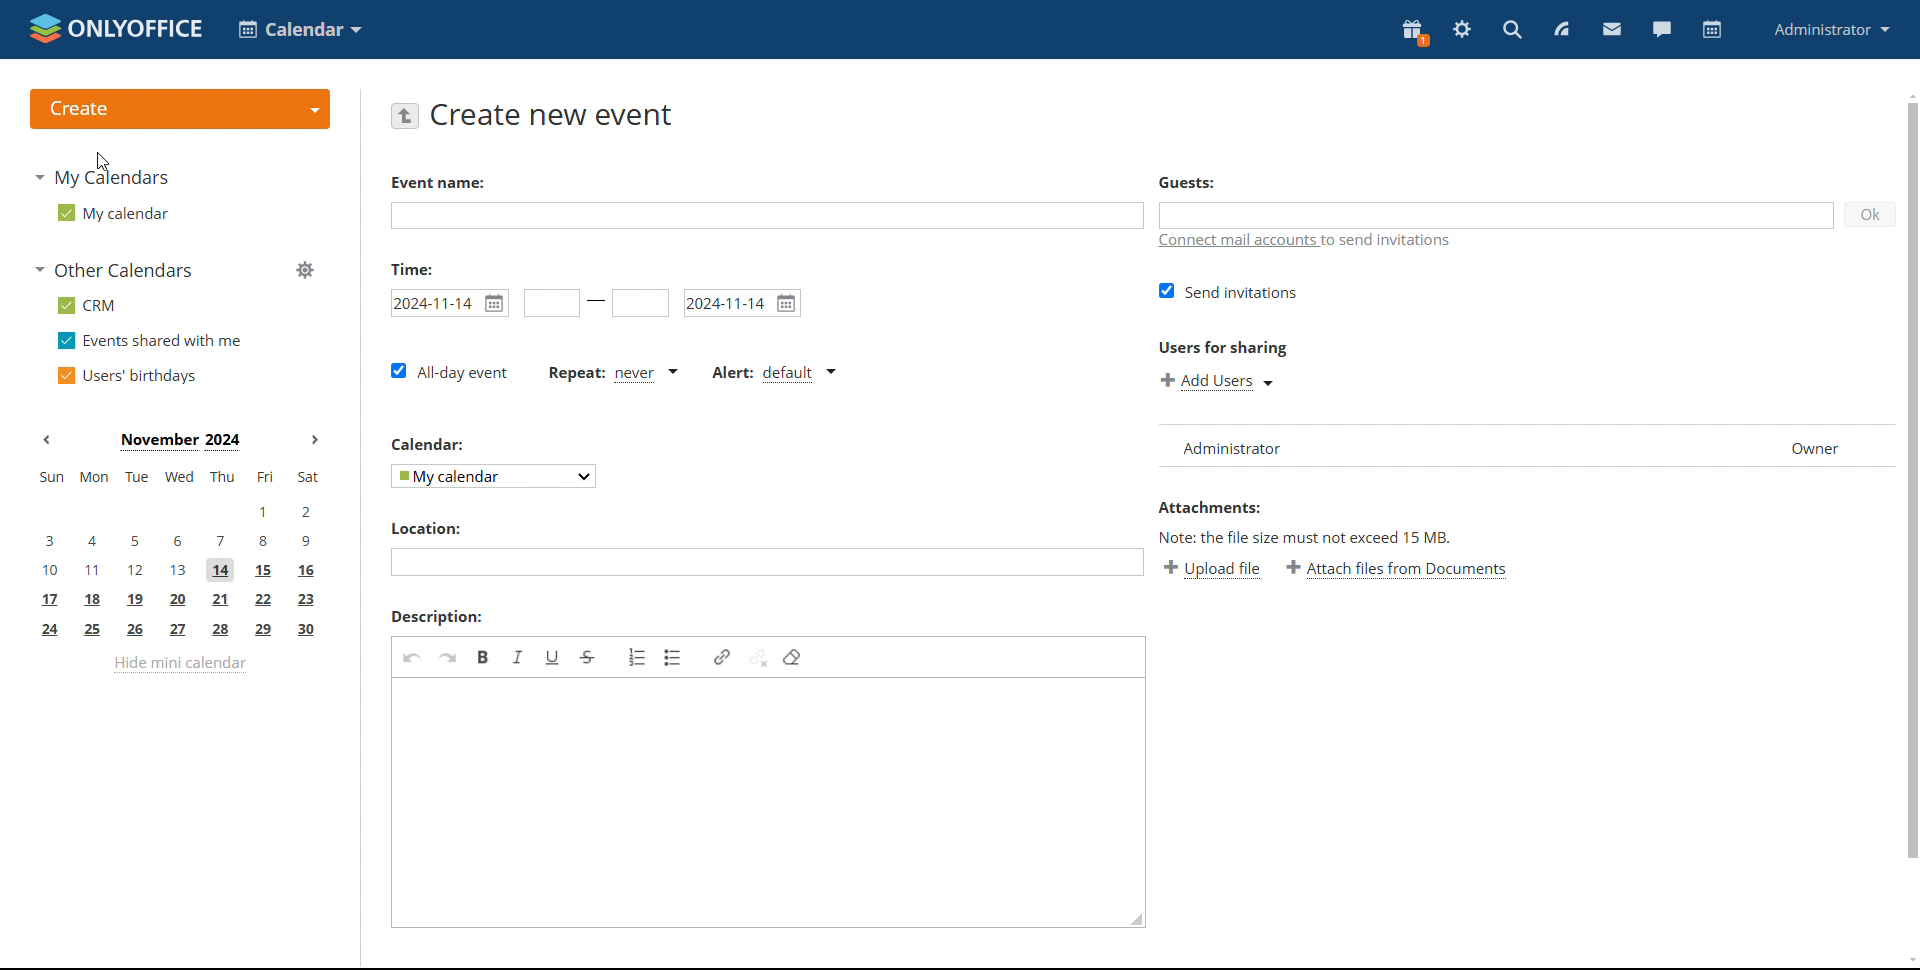 ONLYOFFICE Calendar 1 Administrator
Create
My Calendars
My calendar
Other Calendars
CRM
Events shared with me
Users' birthdays
November 2024
Sun Mon Tue Wed Thu Fri Sat
1 2
3 4 5 6 7 8 9
10 11 12 13 14 15 16
17 18 19 20 21 22 23
24 25 26 27 28 29 30
Hide mini calendar
Create new event
Event name:
Time:
2024-11-14 — 2024-11-14
All-day event Repeat: never Alert: default
Calendar:
My calendar
Location:
Description:
B I U S
Guests:
Ok
Connect mail accounts to send invitations
Send invitations
Users for sharing
+ Add Users
Administrator Owner
Attachments:
Note: the file size must not exceed 15 MB.
+ Upload file + Attach files from Documents